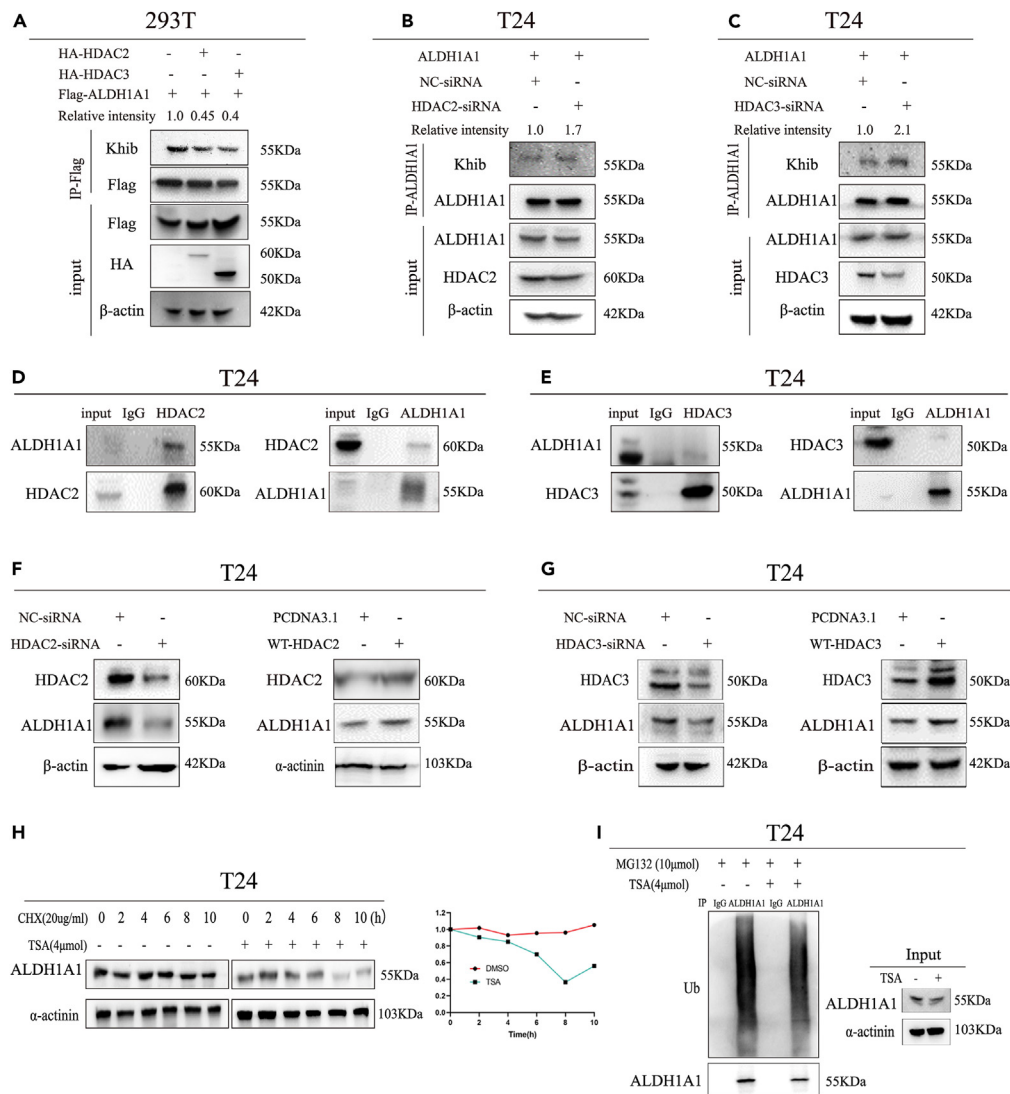 A
293T
HA-HDAC2 - + -
HA-HDAC3 - - +
Flag-ALDH1A1 + + +
Relative intensity 1.0 0.45 0.4
IP-Flag
Khib 55KDa
Flag 55KDa
input
Flag 55KDa
HA 60KDa
50KDa
β-actin 42KDa
B
T24
ALDH1A1 + +
NC-siRNA + -
HDAC2-siRNA - +
Relative intensity 1.0 1.7
IP-ALDH1A1
Khib 55KDa
ALDH1A1 55KDa
input
ALDH1A1 55KDa
HDAC2 60KDa
β-actin 42KDa
C
T24
ALDH1A1 + +
NC-siRNA + -
HDAC3-siRNA - +
Relative intensity 1.0 2.1
IP-ALDH1A1
Khib 55KDa
ALDH1A1 55KDa
input
ALDH1A1 55KDa
HDAC3 50KDa
β-actin 42KDa
D
T24
input IgG HDAC2
ALDH1A1 55KDa
HDAC2 60KDa
input IgG ALDH1A1
HDAC2 60KDa
ALDH1A1 55KDa
E
T24
input IgG HDAC3
ALDH1A1 55KDa
HDAC3 50KDa
input IgG ALDH1A1
HDAC3 50KDa
ALDH1A1 55KDa
F
T24
NC-siRNA + -
HDAC2-siRNA - +
HDAC2 60KDa
ALDH1A1 55KDa
β-actin 42KDa
PCDNA3.1 + -
WT-HDAC2 - +
HDAC2 60KDa
ALDH1A1 55KDa
α-actinin 103KDa
G
T24
NC-siRNA + -
HDAC3-siRNA - +
HDAC3 50KDa
ALDH1A1 55KDa
β-actin 42KDa
PCDNA3.1 + -
WT-HDAC3 - +
HDAC3 50KDa
ALDH1A1 55KDa
β-actin 42KDa
H
T24
CHX(20ug/ml) 0 2 4 6 8 10 0 2 4 6 8 10 (h)
TSA(4μmol) - - - - - - + + + + + +
ALDH1A1 55KDa
α-actinin 103KDa
1.4
1.2
1.0
0.8
0.6
0.4
0.2
0.0
DMSO
TSA
0 2 4 6 8 10
Time(h)
I
T24
MG132 (10μmol) + + + +
TSA(4μmol) - - + +
IP IgG ALDH1A1 IgG ALDH1A1
Ub
ALDH1A1 55KDa
Input
TSA - +
ALDH1A1 55KDa
α-actinin 103KDa